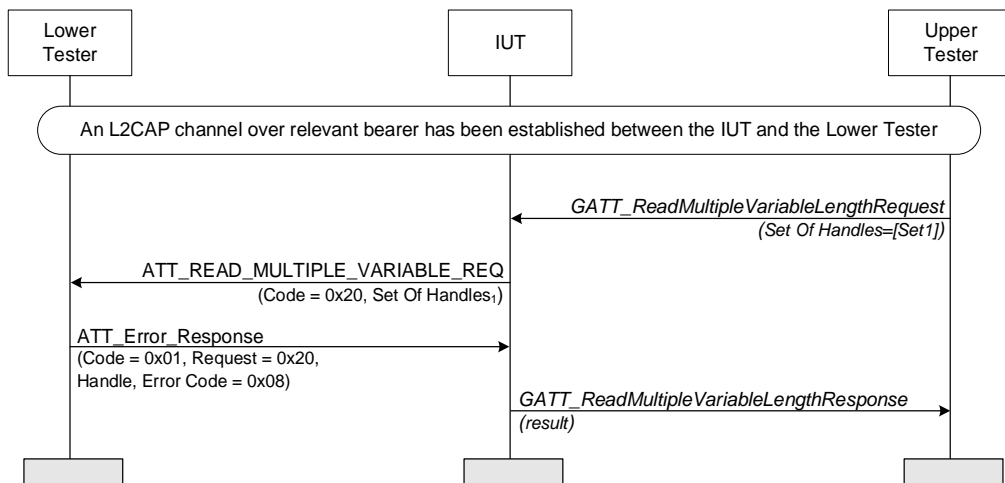 Lower
Tester
IUT
Upper
Tester
An L2CAP channel over relevant bearer has been established between the IUT and the Lower Tester
GATT_ReadMultipleVariableLengthRequest
(Set Of Handles=[Set1])
ATT_READ_MULTIPLE_VARIABLE_REQ
(Code = 0x20, Set Of Handles₁)
ATT_Error_Response
(Code = 0x01, Request = 0x20,
Handle, Error Code = 0x08)
GATT_ReadMultipleVariableLengthResponse
(result)